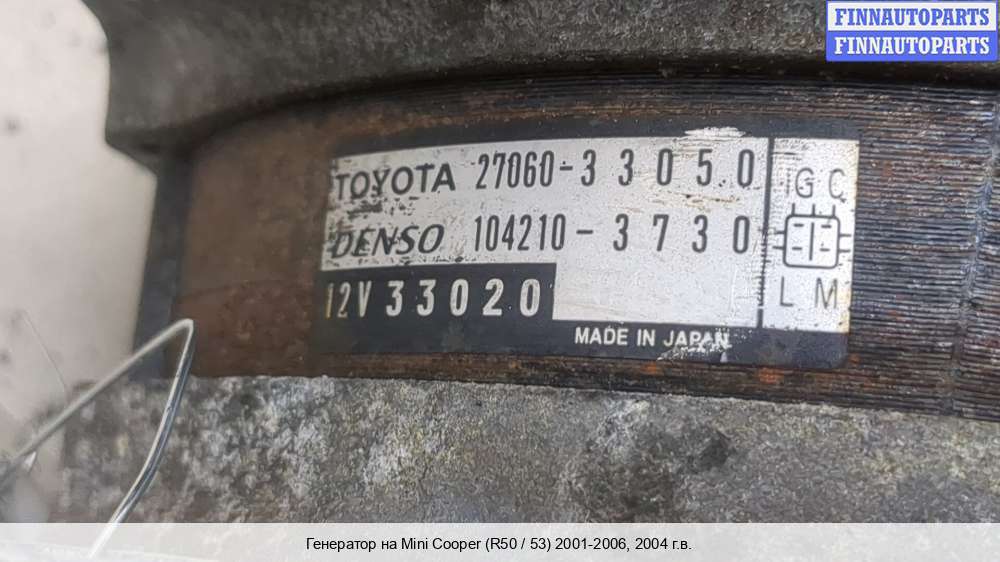 FINNAUTOPARTS
FINNAUTOPARTS
TOYOTA 27060-33050
DENSO 104210-3730
12V 33020
IG C
L M
MADE IN JAPAN
Генератор на Mini Cooper (R50 / 53) 2001-2006, 2004 г.в.